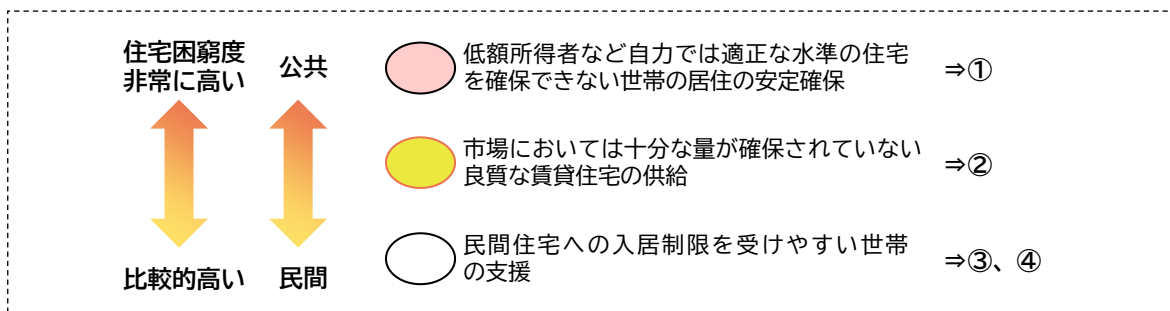 住宅困窮度
非常に高い
公共
低額所得者など自力では適正な水準の住宅
を確保できない世帯の居住の安定確保
⇒①
市場においては十分な量が確保されていない
良質な賃貸住宅の供給
⇒②
比較的高い
民間
民間住宅への入居制限を受けやすい世帯
の支援
⇒③、④